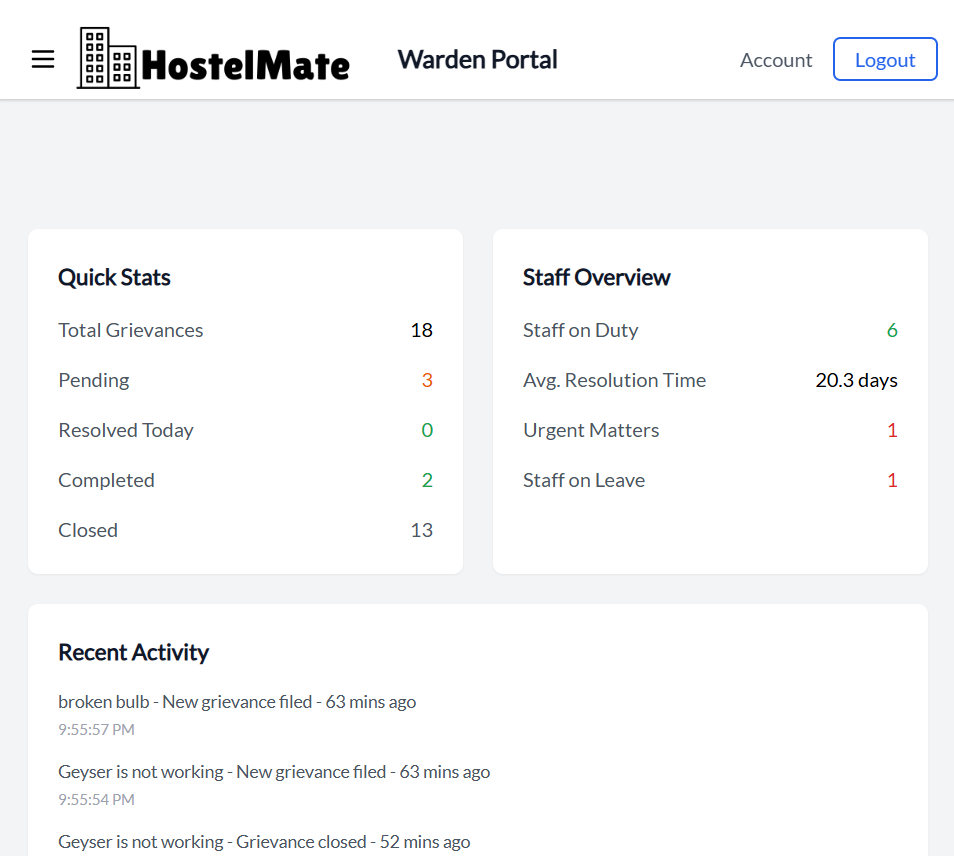 HostelMate Warden Portal Account Logout
Quick Stats
Total Grievances 18
Pending 3
Resolved Today 0
Completed 2
Closed 13
Staff Overview
Staff on Duty 6
Avg. Resolution Time 20.3 days
Urgent Matters 1
Staff on Leave 1
Recent Activity
broken bulb - New grievance filed - 63 mins ago
9:55:57 PM
Geyser is not working - New grievance filed - 63 mins ago
9:55:54 PM
Geyser is not working - Grievance closed - 52 mins ago